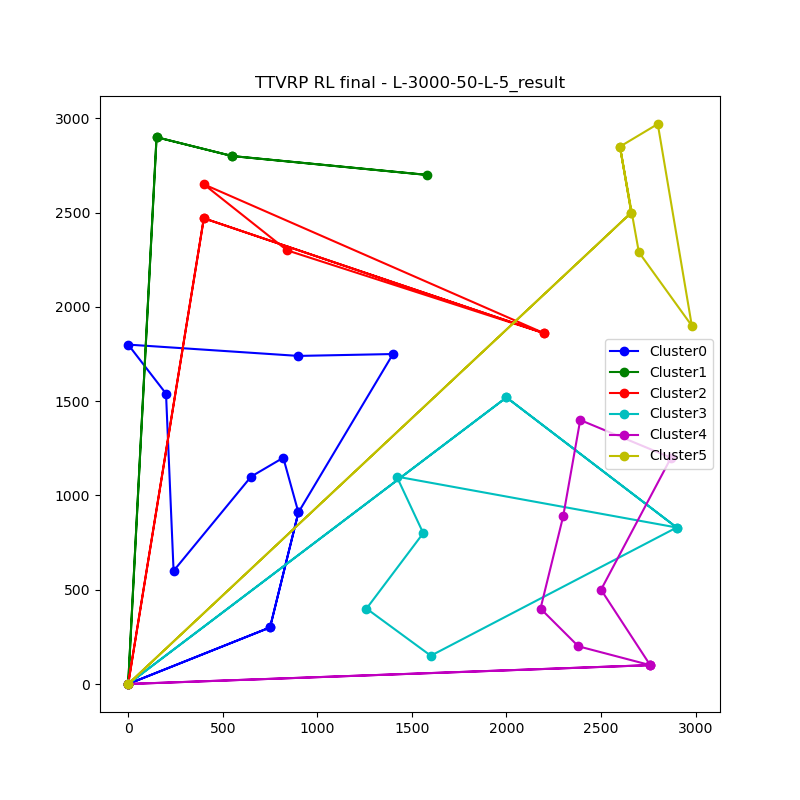 TTVRP RL final - L-3000-50-L-5_result
3000
2500
2000
1500
1000
500
0
Cluster0
Cluster1
Cluster2
Cluster3
Cluster4
Cluster5
0 500 1000 1500 2000 2500 3000